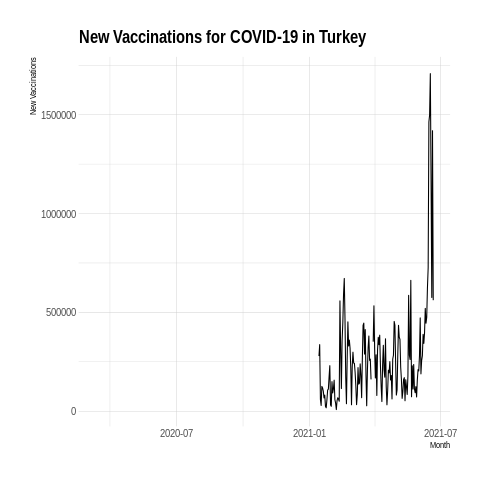 New Vaccinations for COVID-19 in Turkey
New Vaccinations
1500000
1000000
500000
0
2020-07
2021-01
2021-07
Month